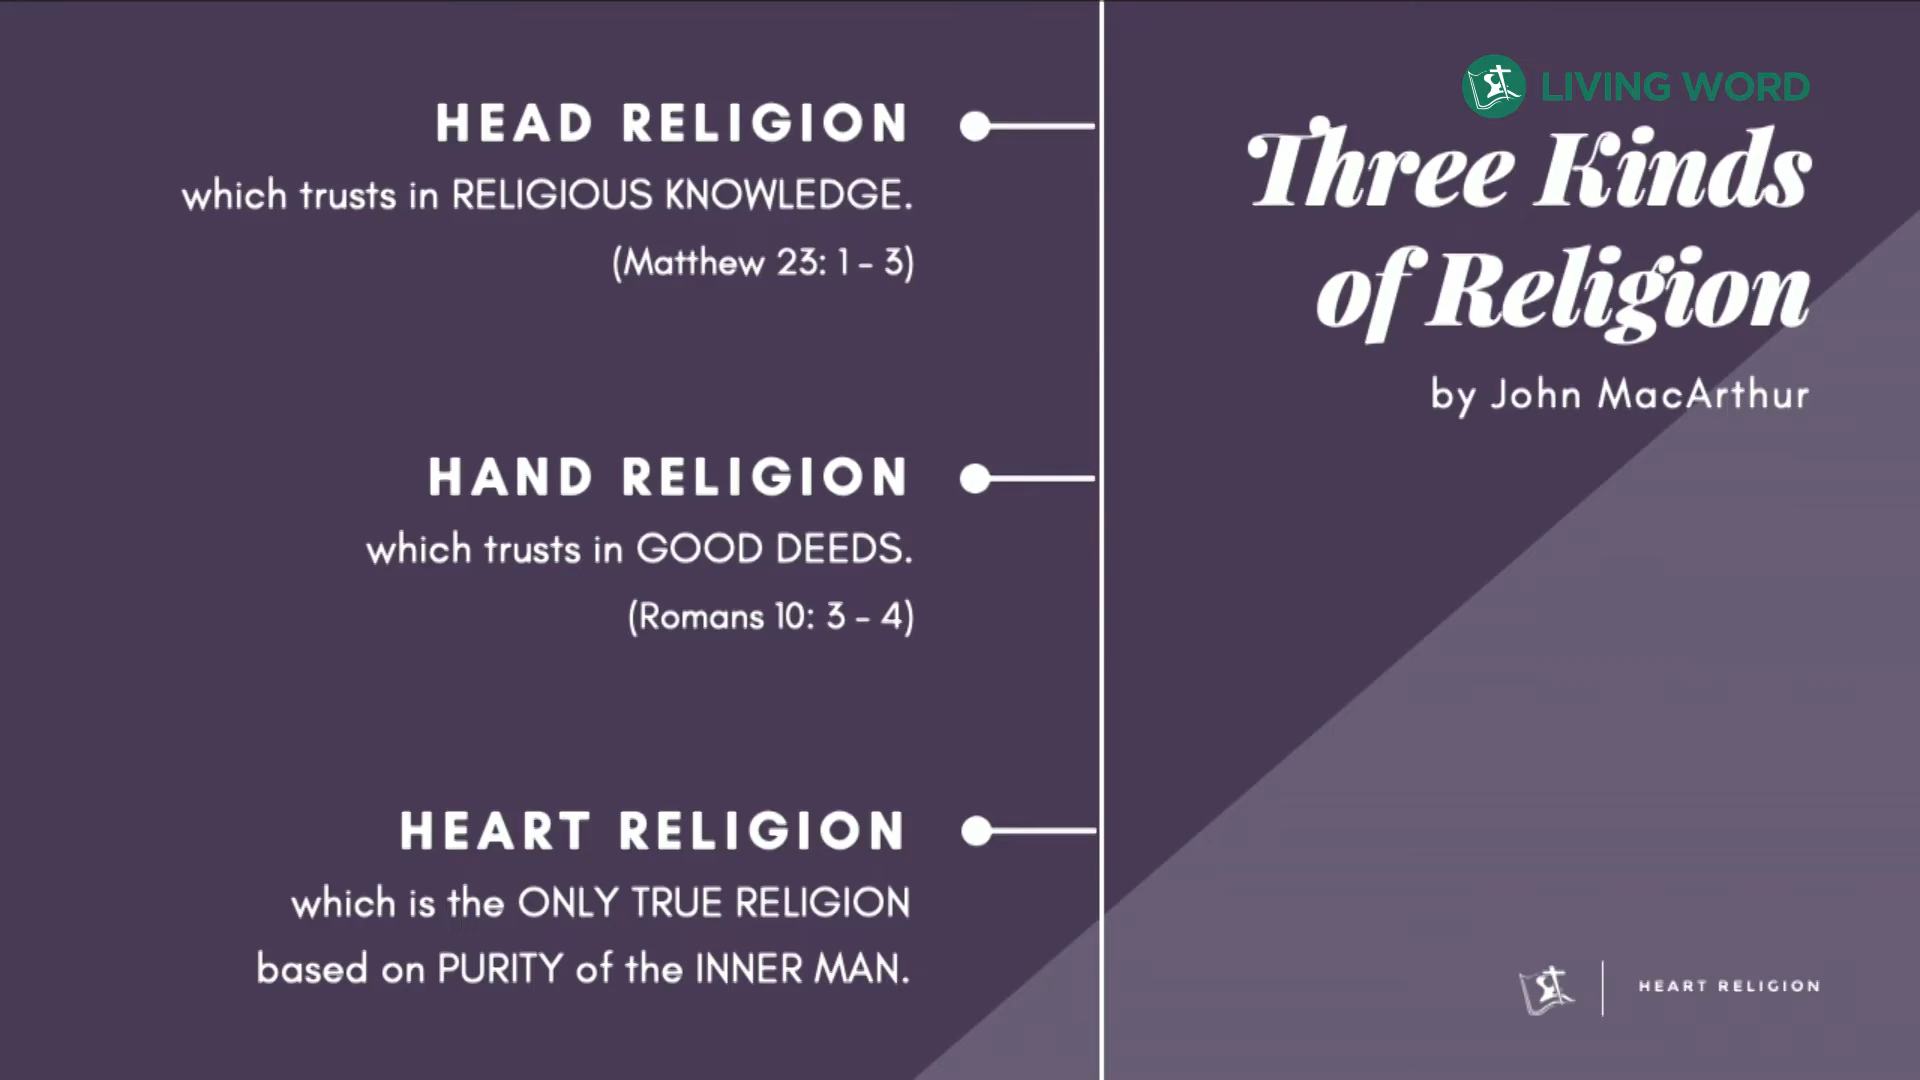 LIVING WORD
Three Kinds
of Religion
by John MacArthur
HEAD RELIGION
which trusts in RELIGIOUS KNOWLEDGE.
(Matthew 23: 1 - 3)
HAND RELIGION
which trusts in GOOD DEEDS.
(Romans 10: 3 - 4)
HEART RELIGION
which is the ONLY TRUE RELIGION
based on PURITY of the INNER MAN.
HEART RELIGION